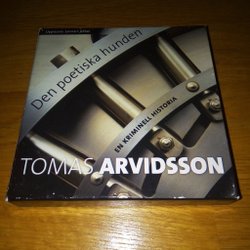 Den poetiska hunden
EN KRIMINELL HISTORIA
TOMAS ARVIDSSON